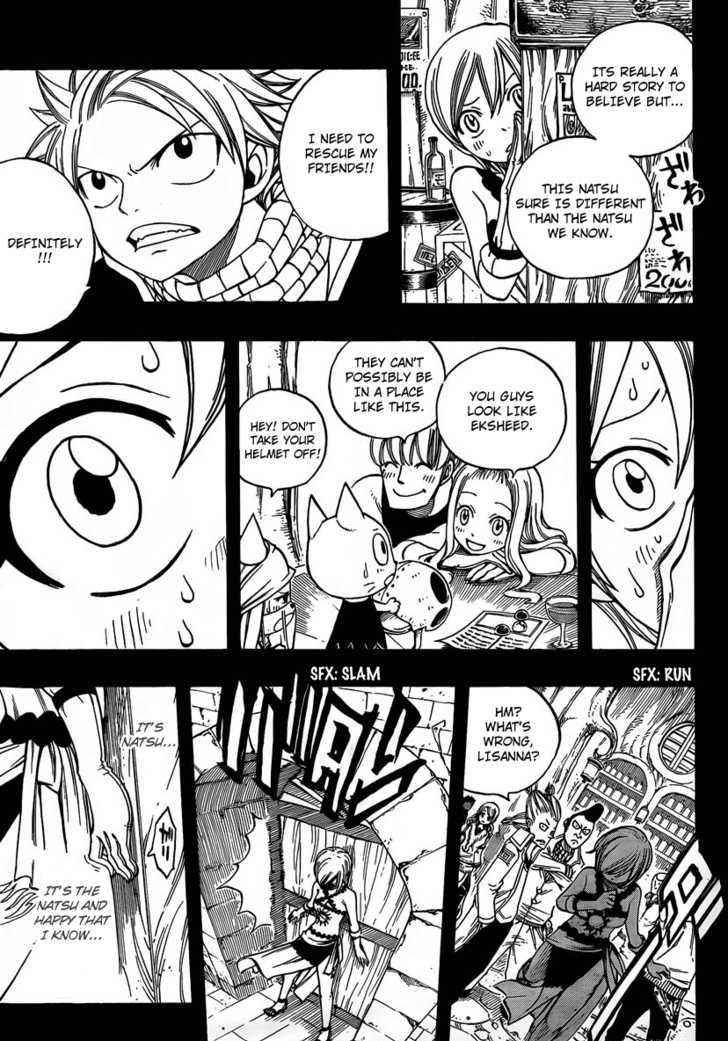 ITS REALLY A
HARD STORY TO
BELIEVE BUT...
THIS NATSU
SURE IS DIFFERENT
THAN THE NATSU
WE KNOW.
ざわ
ざわ
I NEED TO
RESCUE MY
FRIENDS!!
DEFINITELY
!!!
YOU GUYS
LOOK LIKE
EKSHEED.
THEY CAN'T
POSSIBLY BE
IN A PLACE
LIKE THIS.
HEY! DON'T
TAKE YOUR
HELMET OFF!
SFX: RUN
SFX: SLAM
HM?
WHAT'S
WRONG,
LISANNA?
IT'S
NATSU...
IT'S THE
NATSU AND
HAPPY THAT
I KNOW...